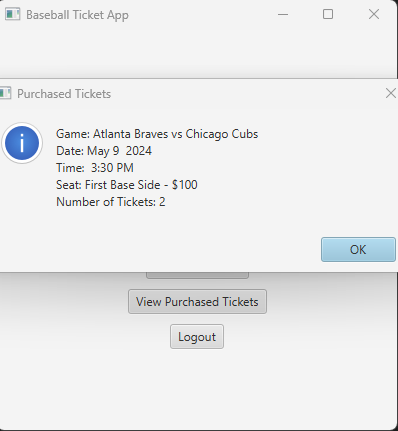 Baseball Ticket App
Purchased Tickets
Game: Atlanta Braves vs Chicago Cubs
Date: May 9  2024
Time:  3:30 PM
Seat: First Base Side - $100
Number of Tickets: 2
OK
View Purchased Tickets
Logout